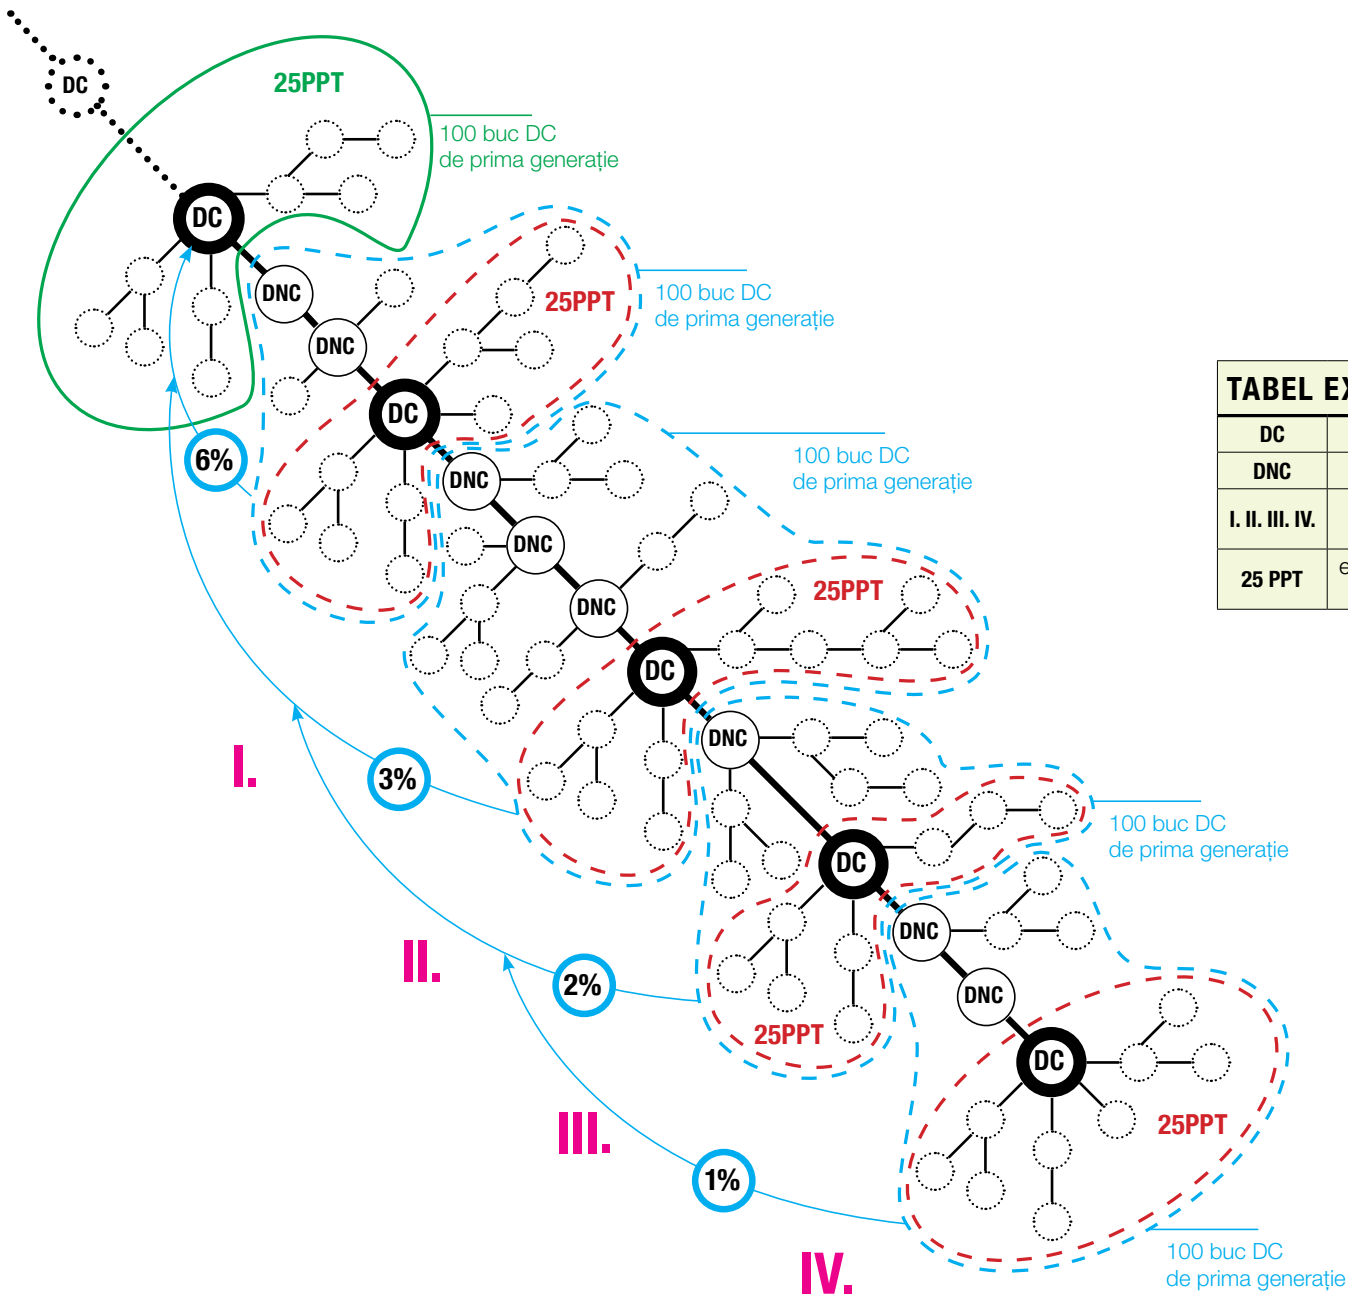 DC
25PPT
100 buc DC
de prima generație
DC
DNC
DNC
25PPT
100 buc DC
de prima generație
DC
6%
100 buc DC
de prima generație
DNC
DNC
DNC
25PPT
DC
DNC
I.
3%
100 buc DC
de prima generație
DC
DNC
II.
2%
DNC
25PPT
DC
25PPT
III.
1%
IV.
100 buc DC
de prima generație
TABEL EX
DC
DNC
I. II. III. IV.
25 PPT
e